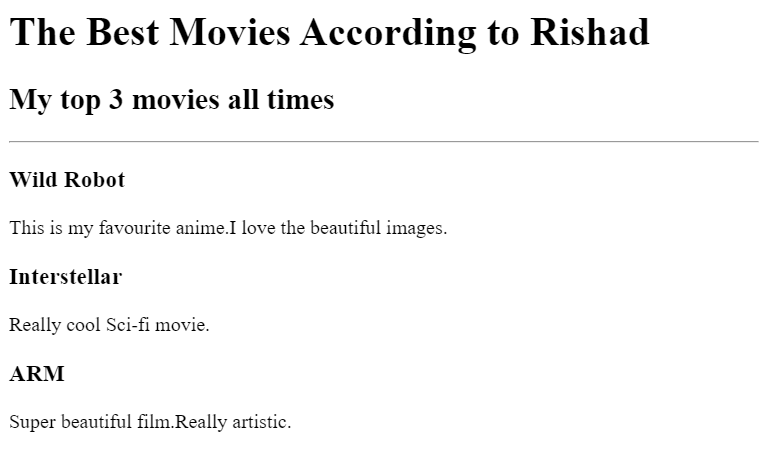 The Best Movies According to Rishad
My top 3 movies all times
Wild Robot
This is my favourite anime.I love the beautiful images.
Interstellar
Really cool Sci-fi movie.
ARM
Super beautiful film.Really artistic.